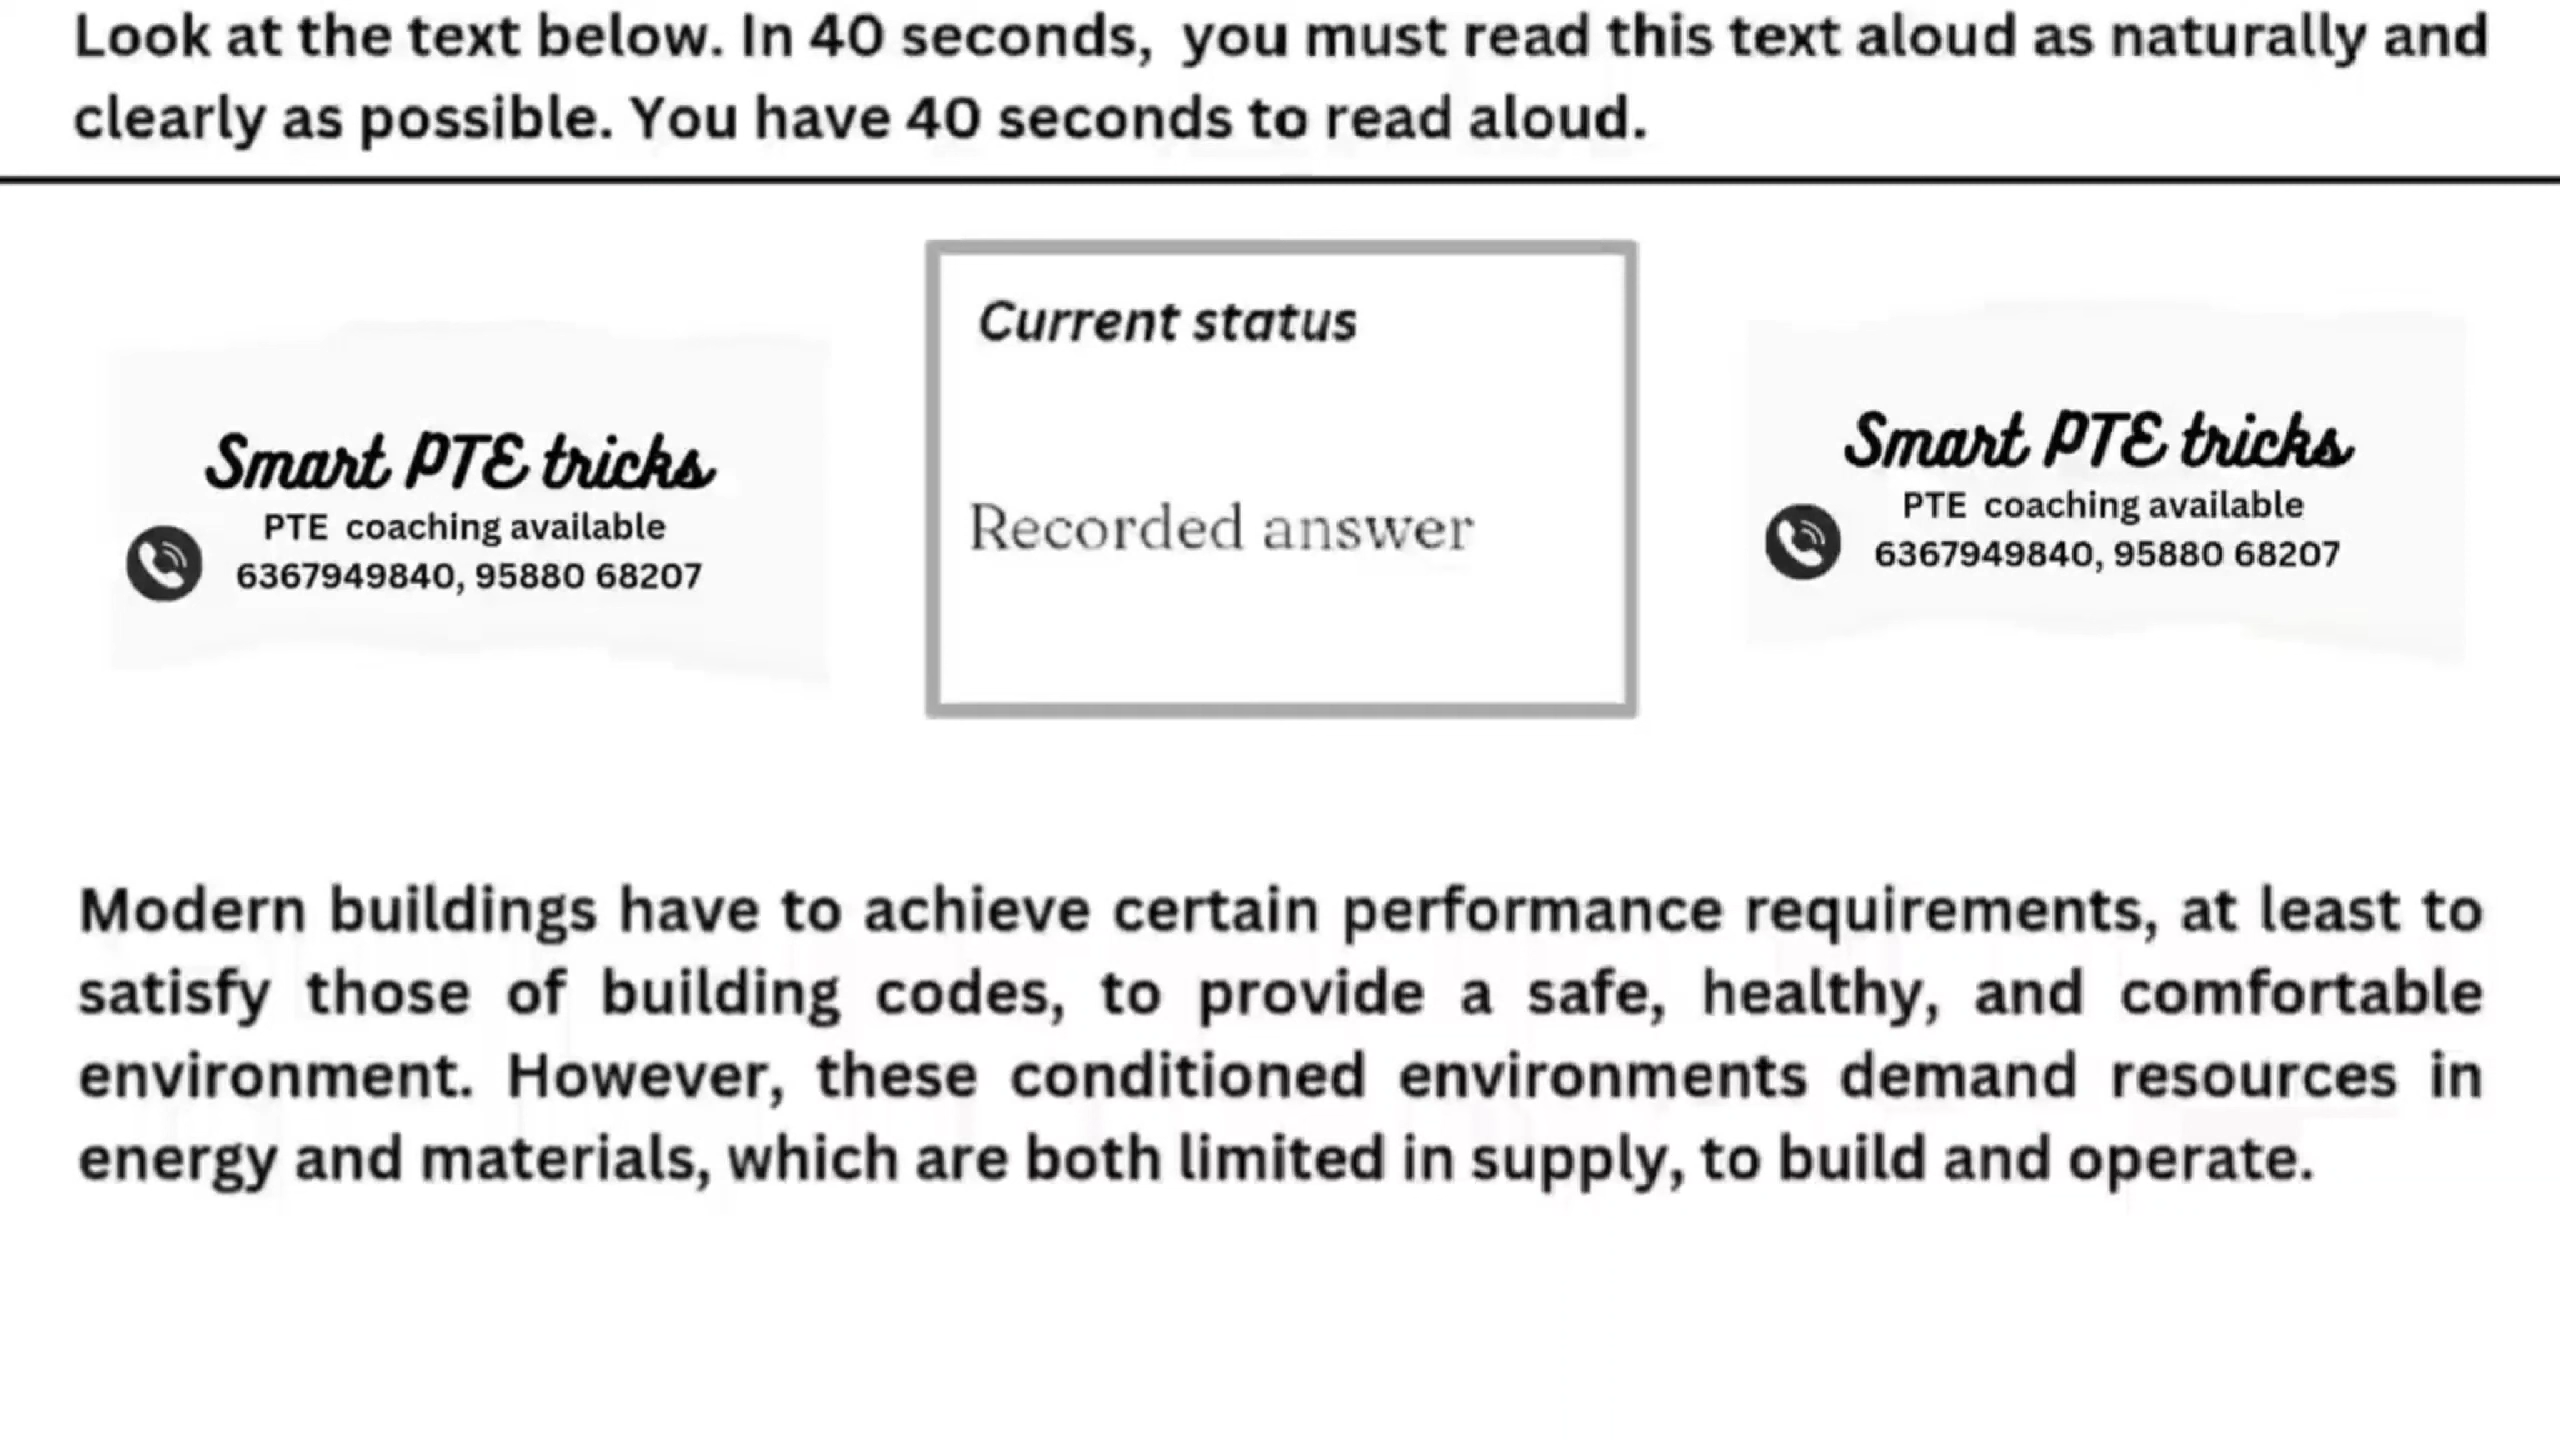 Look at the text below. In 40 seconds, you must read this text aloud as naturally and
clearly as possible. You have 40 seconds to read aloud.
Smart PTE tricks
PTE coaching available
6367949840, 95880 68207
Current status
Recorded answer
Smart PTE tricks
PTE coaching available
6367949840, 95880 68207
Modern buildings have to achieve certain performance requirements, at least to
satisfy those of building codes, to provide a safe, healthy, and comfortable
environment. However, these conditioned environments demand resources in
energy and materials, which are both limited in supply, to build and operate.